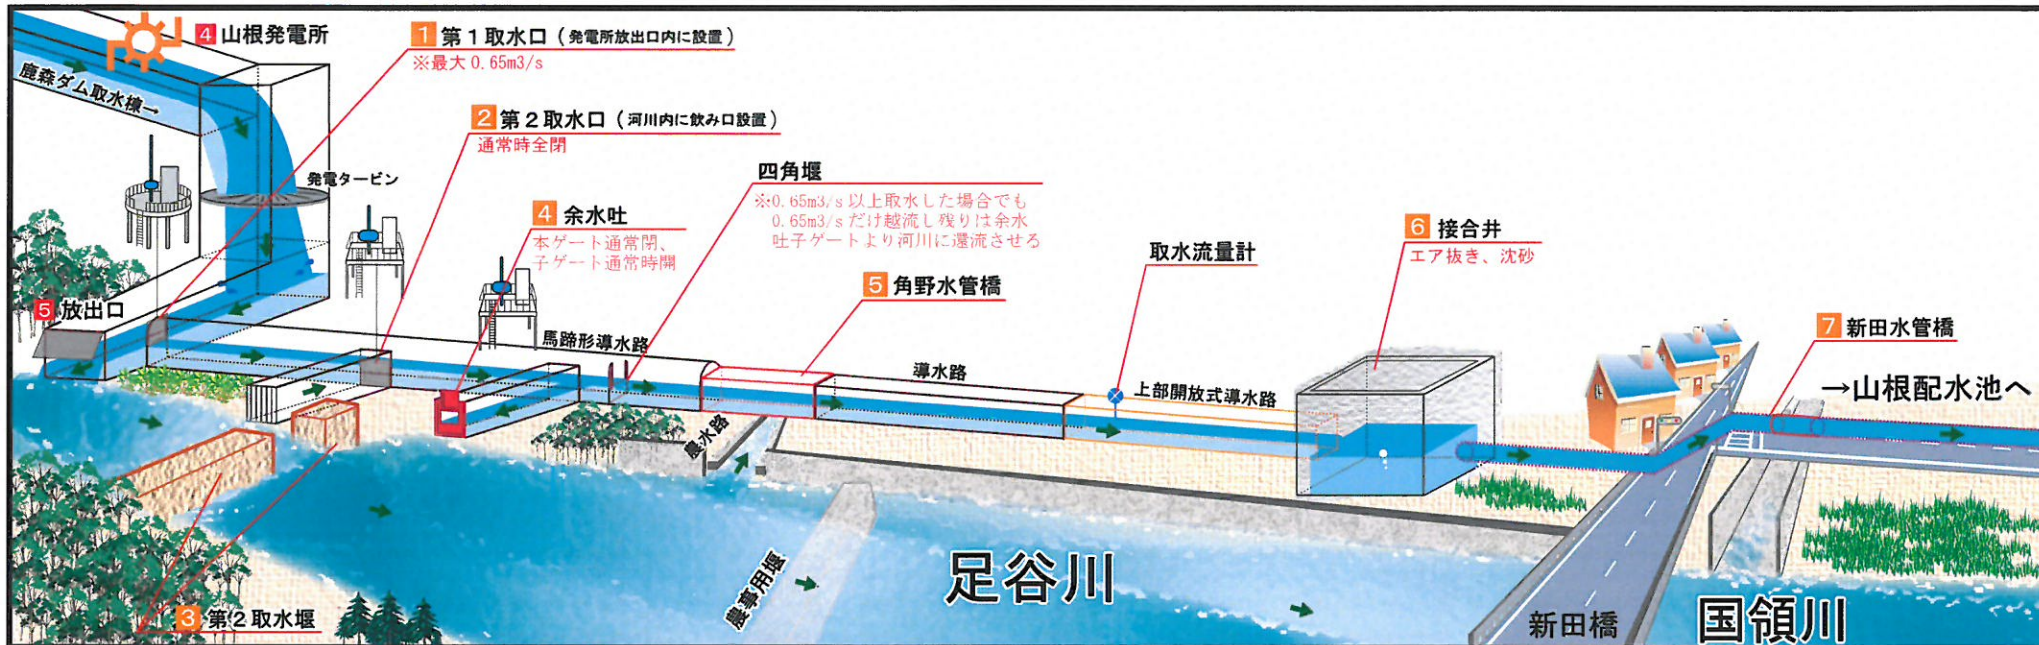 4 山根発電所
鹿森ダム取水棟→
1 第1取水口（発電所放出口内に設置）
※最大 0.65m3/s
2 第2取水口（河川内に飲み口設置）
通常時全閉
発電タービン
4 余水吐
本ゲート通常閉、
子ゲート通常時開
四角堰
※0.65m3/s 以上取水した場合でも
0.65m3/s だけ越流し残りは余水
吐子ゲートより河川に還流させる
5 角野水管橋
取水流量計
6 接合井
エア抜き、沈砂
7 新田水管橋
→山根配水池へ
5 放出口
馬蹄形導水路
導水路
上部開放式導水路
農水路
農事用堰
3 第2取水堰
足谷川
新田橋
国領川